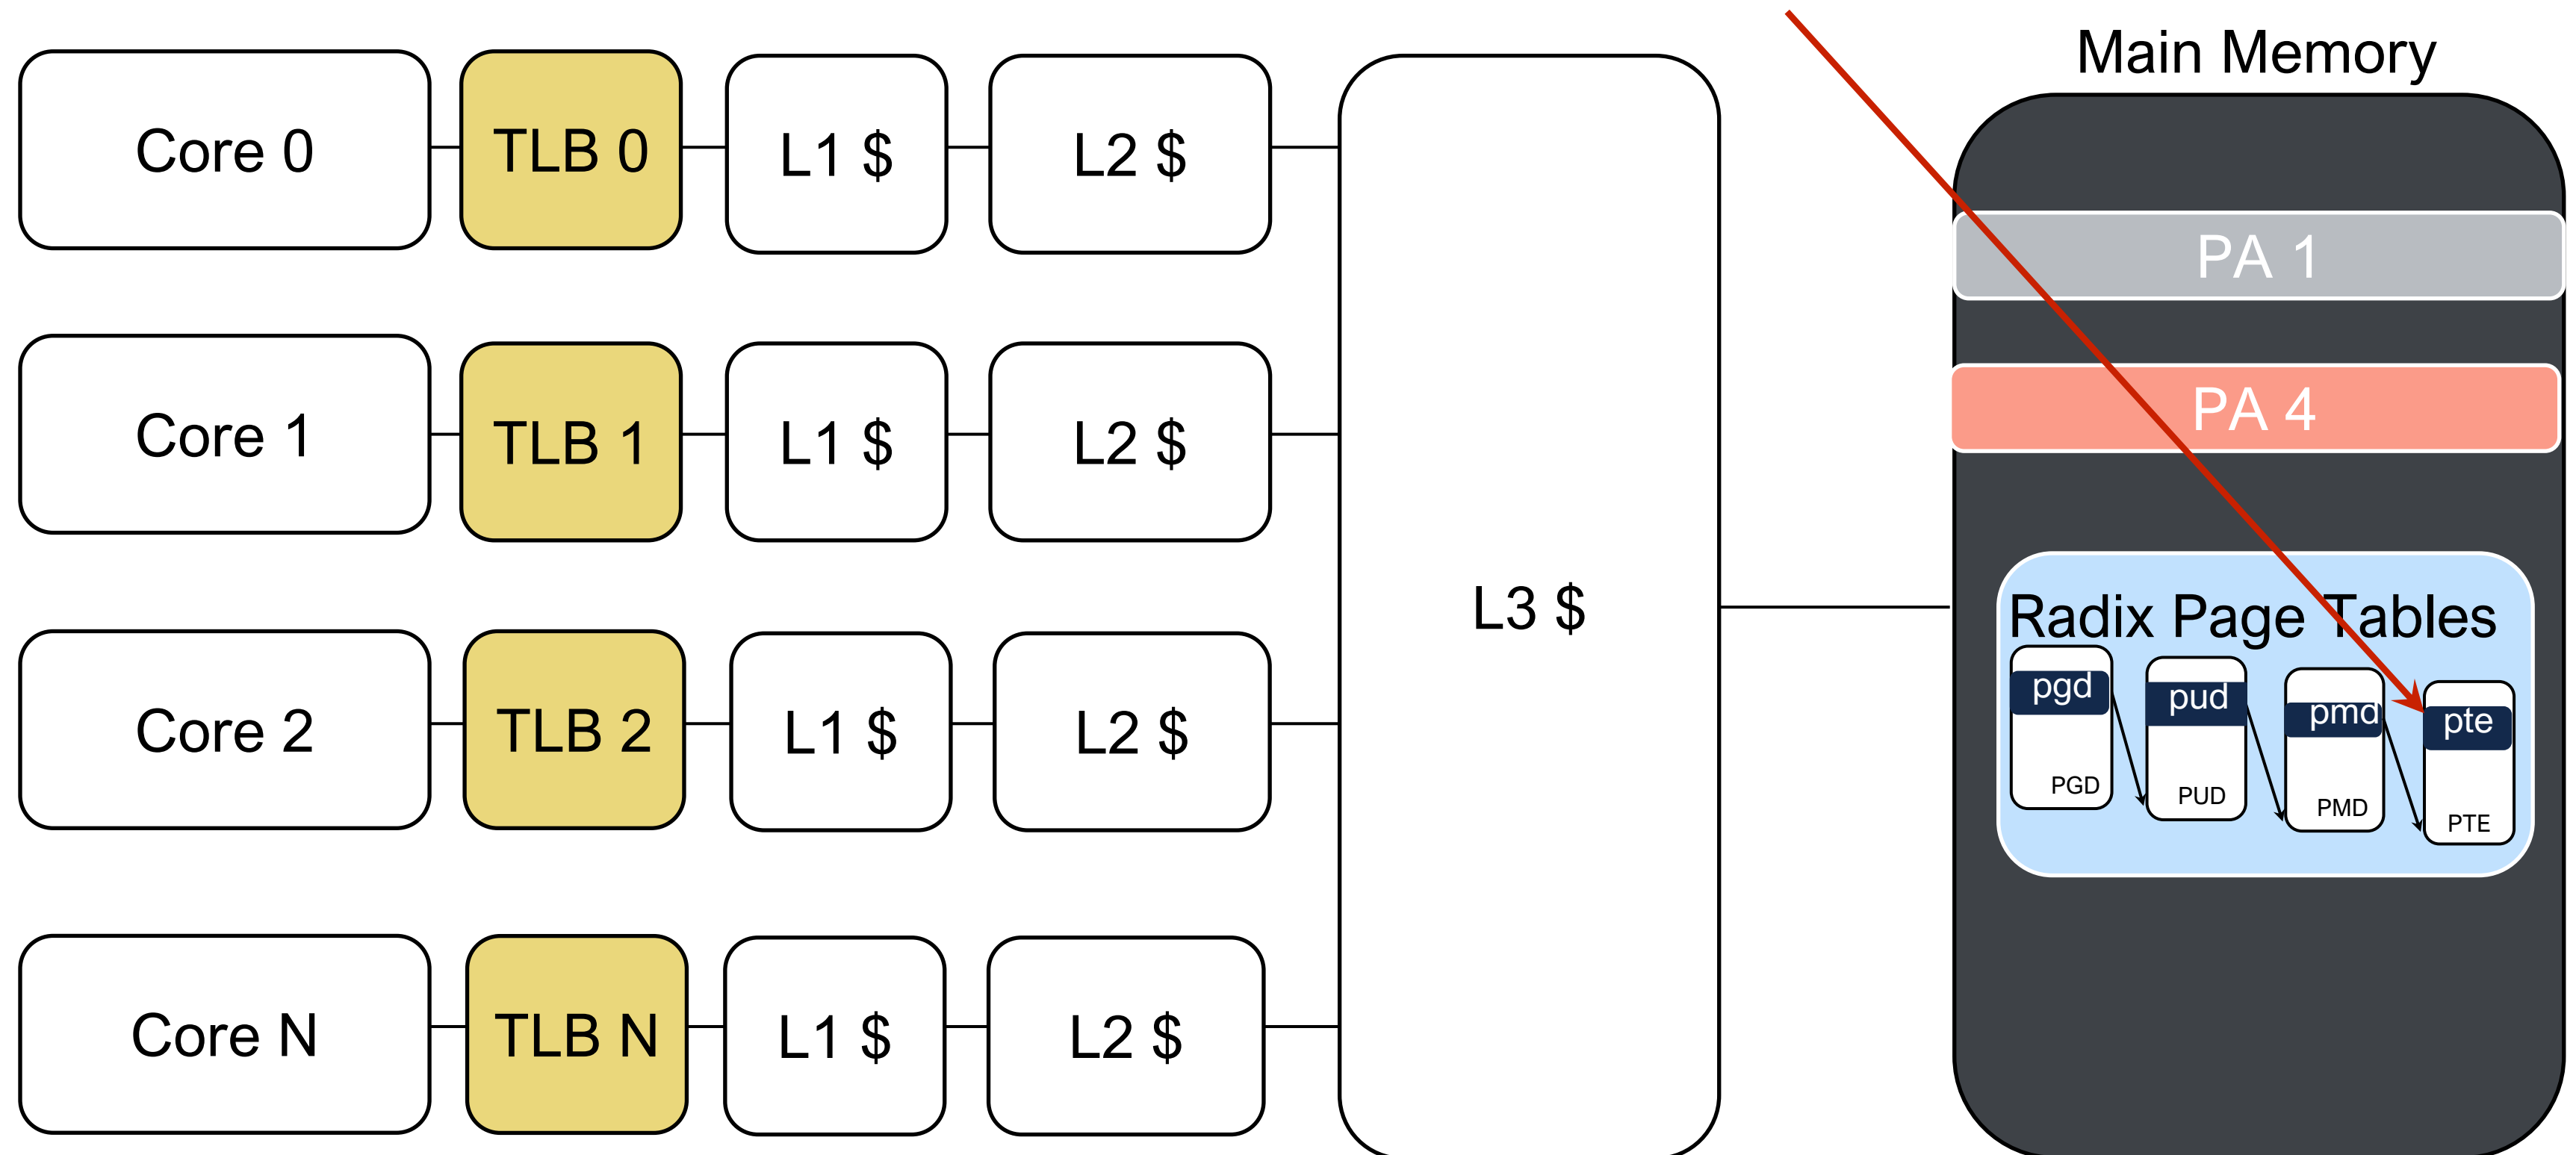 Main Memory
Core 0
TLB 0
L1 $
L2 $
PA 1
PA 4
Core 1
TLB 1
L1 $
L2 $
L3 $
Radix Page Tables
pgd
pud
pmd
pte
PGD
PUD
PMD
PTE
Core 2
TLB 2
L1 $
L2 $
Core N
TLB N
L1 $
L2 $